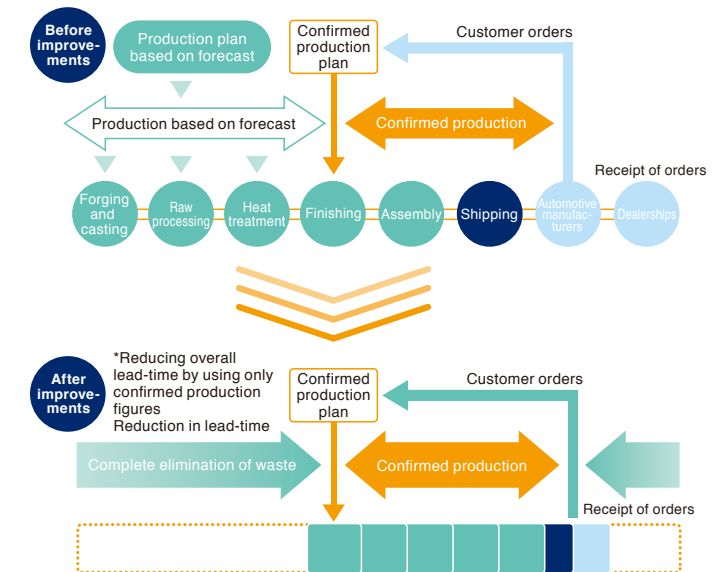 Before
improve-
ments
Production plan
based on forecast
Confirmed
production
plan
Customer orders
Production based on forecast
Confirmed production
Receipt of orders
Forging
and
casting
Raw
processing
Heat
treatment
Finishing
Assembly
Shipping
Automotive
manufac-
turers
Dealerships
After
improve-
ments
*Reducing overall
lead-time by using only
confirmed production
figures
Reduction in lead-time
Confirmed
production
plan
Customer orders
Complete elimination of waste
Confirmed production
Receipt of orders